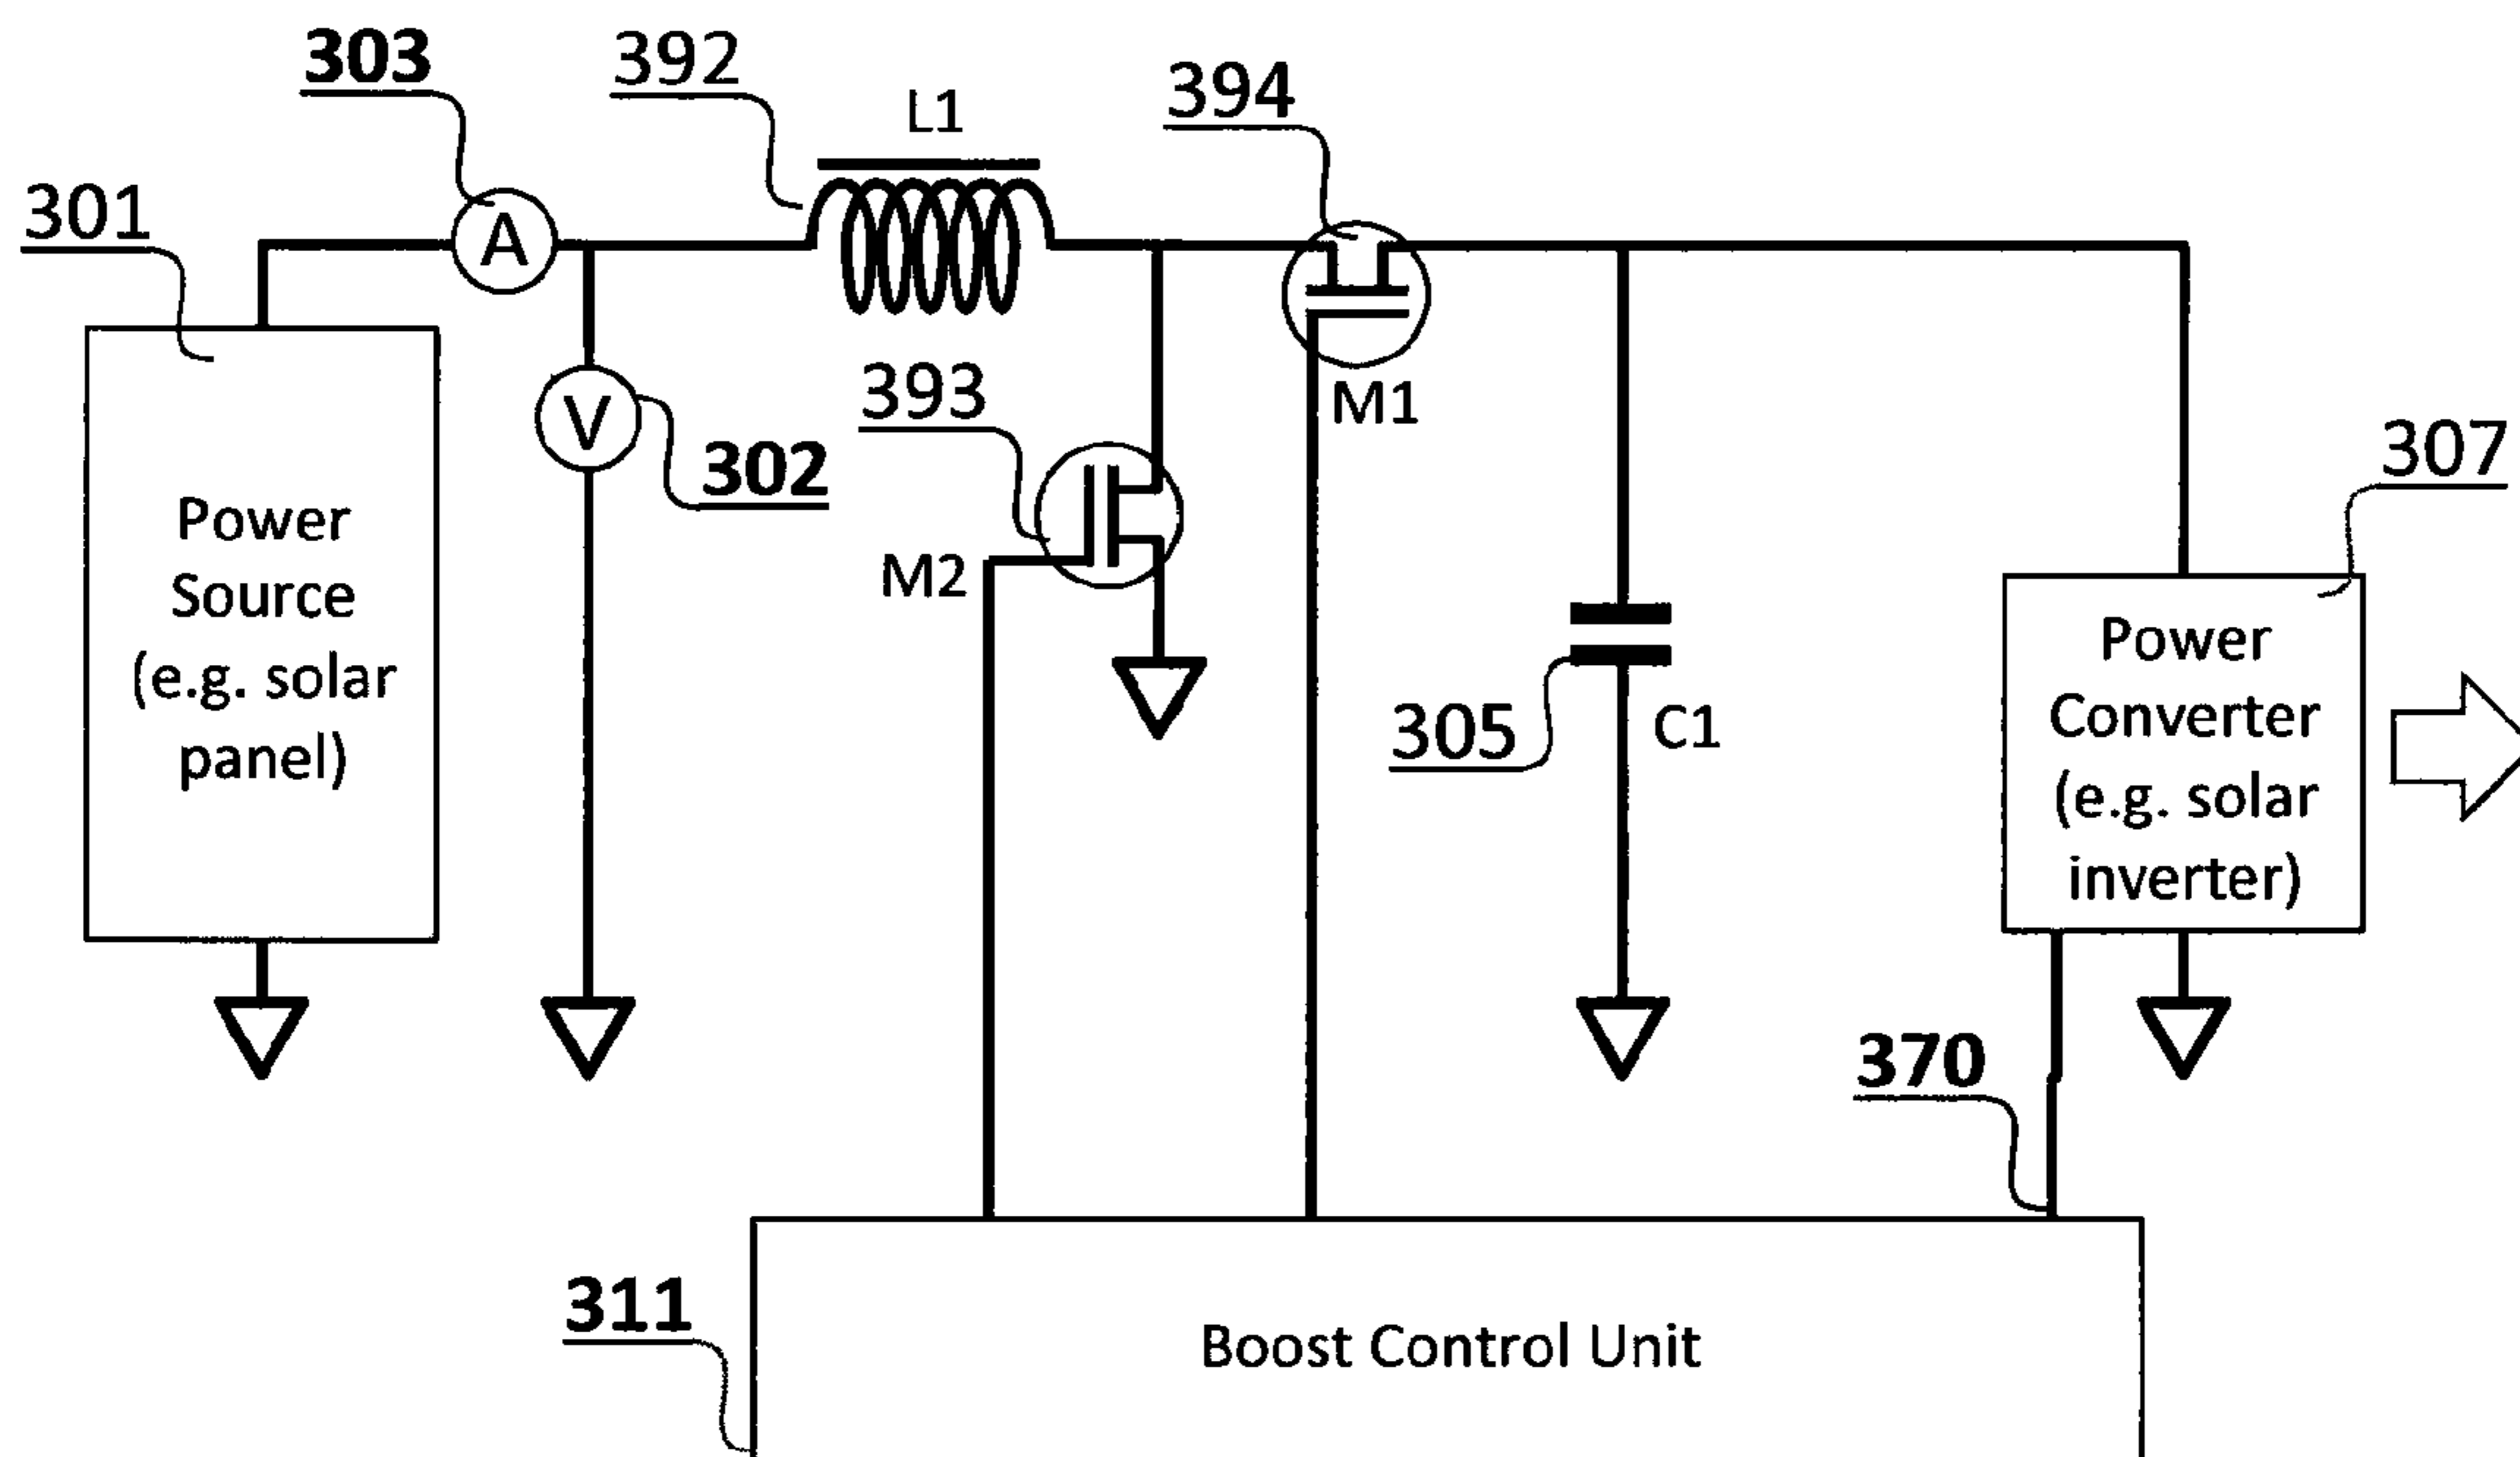 303
392
L1
394
301
A
V
302
393
M1
M2
307
Power
Source
(e.g. solar
panel)
305
C1
Power
Converter
(e.g. solar
inverter)
370
311
Boost Control Unit